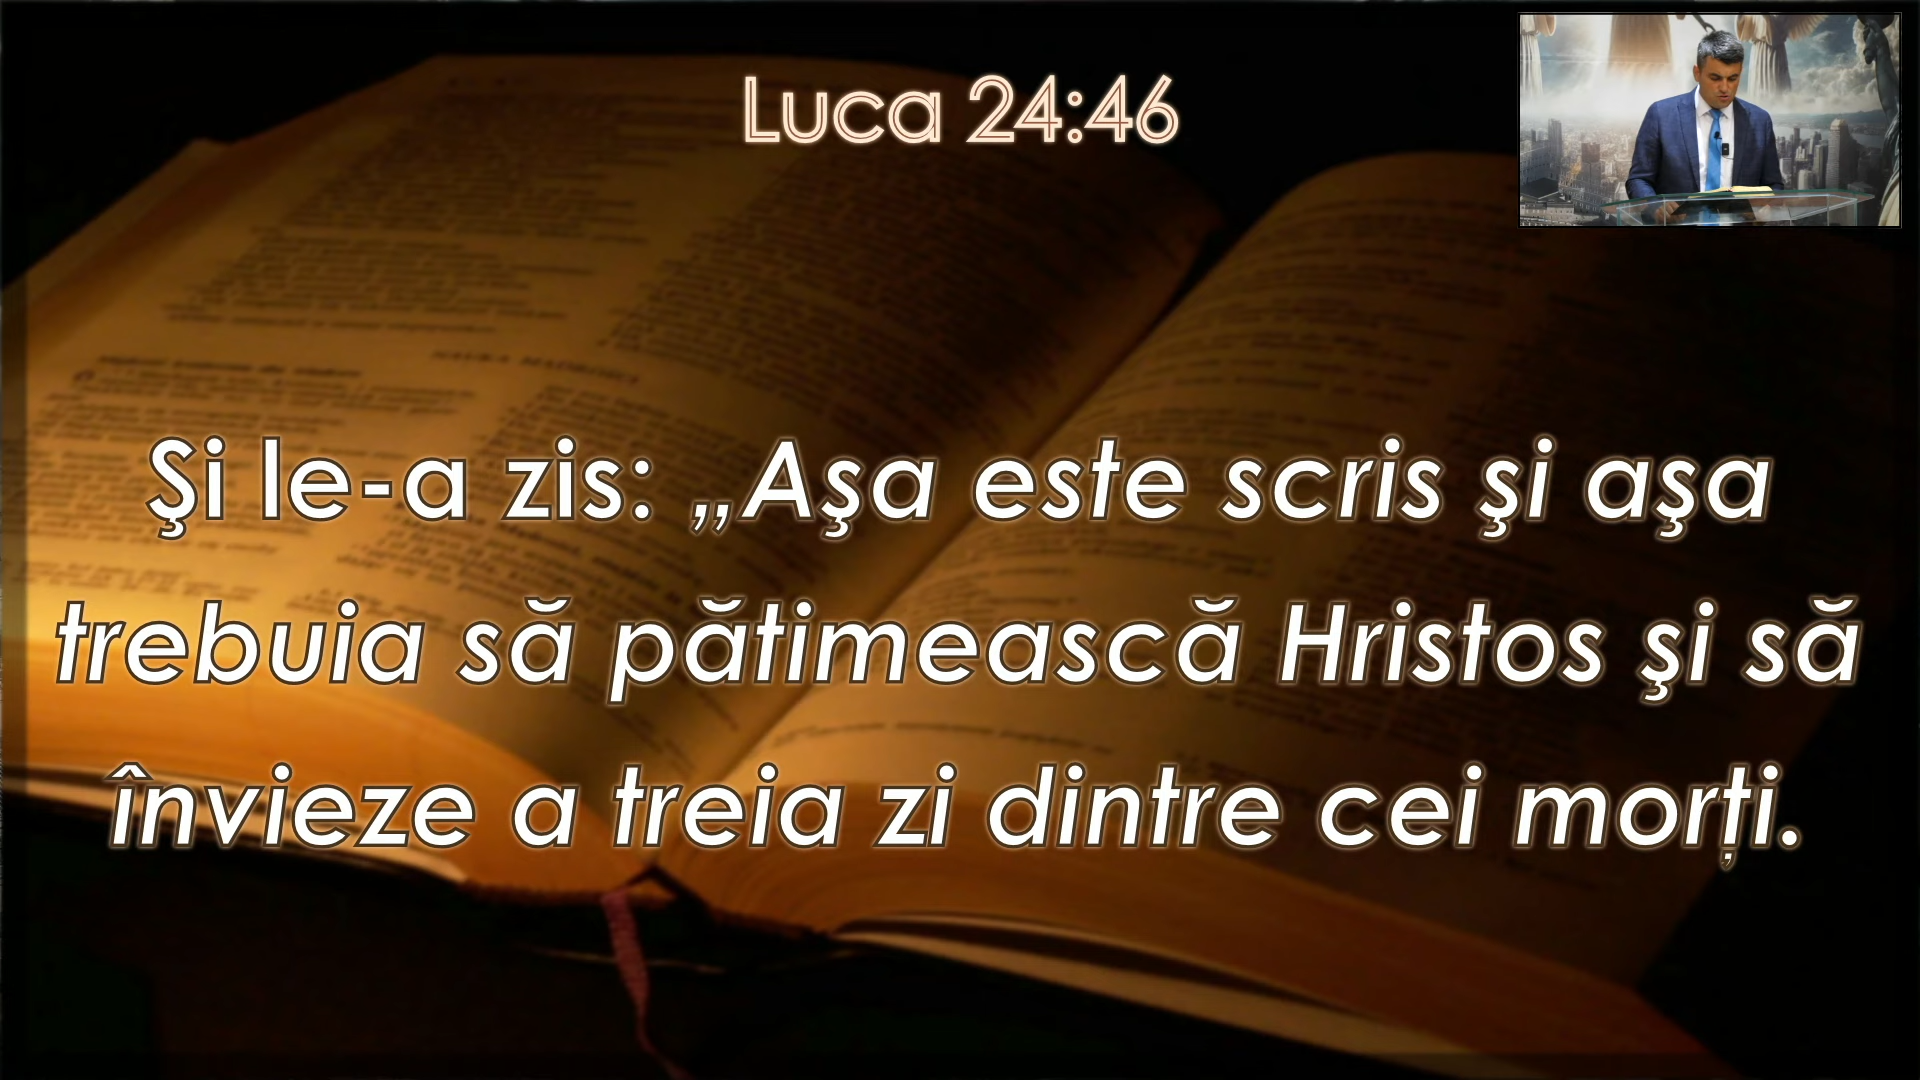 Luca 24:46
Şi le-a zis: „Aşa este scris şi aşa
trebuia să pătimească Hristos şi să
învieze a treia zi dintre cei morți.